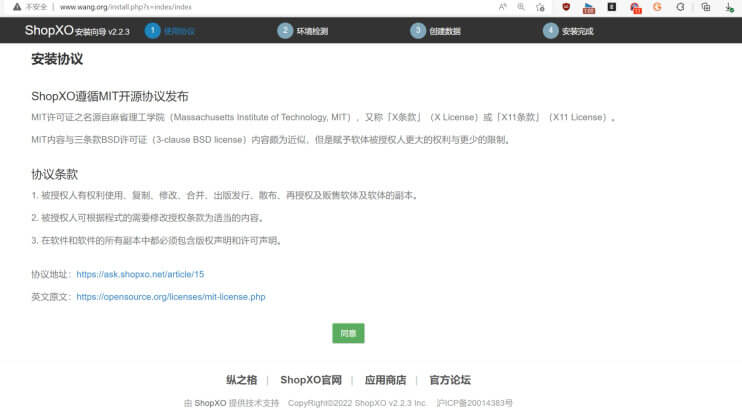 不安全 | www.wang.org/install.php?s=index/index
ShopXO 安装向导 v2.2.3 1 使用协议 2 环境检测 3 创建数据 4 安装完成
安装协议
ShopXO遵循MIT开源协议发布
MIT许可证之名源自麻省理工学院（Massachusetts Institute of Technology, MIT），又称「X条款」（X License）或「X11条款」（X11 License）。
MIT内容与三条款BSD许可证（3-clause BSD license）内容颇为近似，但是赋予软体被授权人更大的权利与更少的限制。
协议条款
1. 被授权人有权利使用、复制、修改、合并、出版发行、散布、再授权及贩售软体及软体的副本。
2. 被授权人可根据程式的需要修改授权条款为适当的内容。
3. 在软件和软件的所有副本中都必须包含版权声明和许可声明。
协议地址：https://ask.shopxo.net/article/15
英文原文：https://opensource.org/licenses/mit-license.php
同意
纵之格 | ShopXO官网 | 应用商店 | 官方论坛
由 ShopXO 提供技术支持 CopyRight©2022 ShopXO v2.2.3 Inc. 沪ICP备20014383号